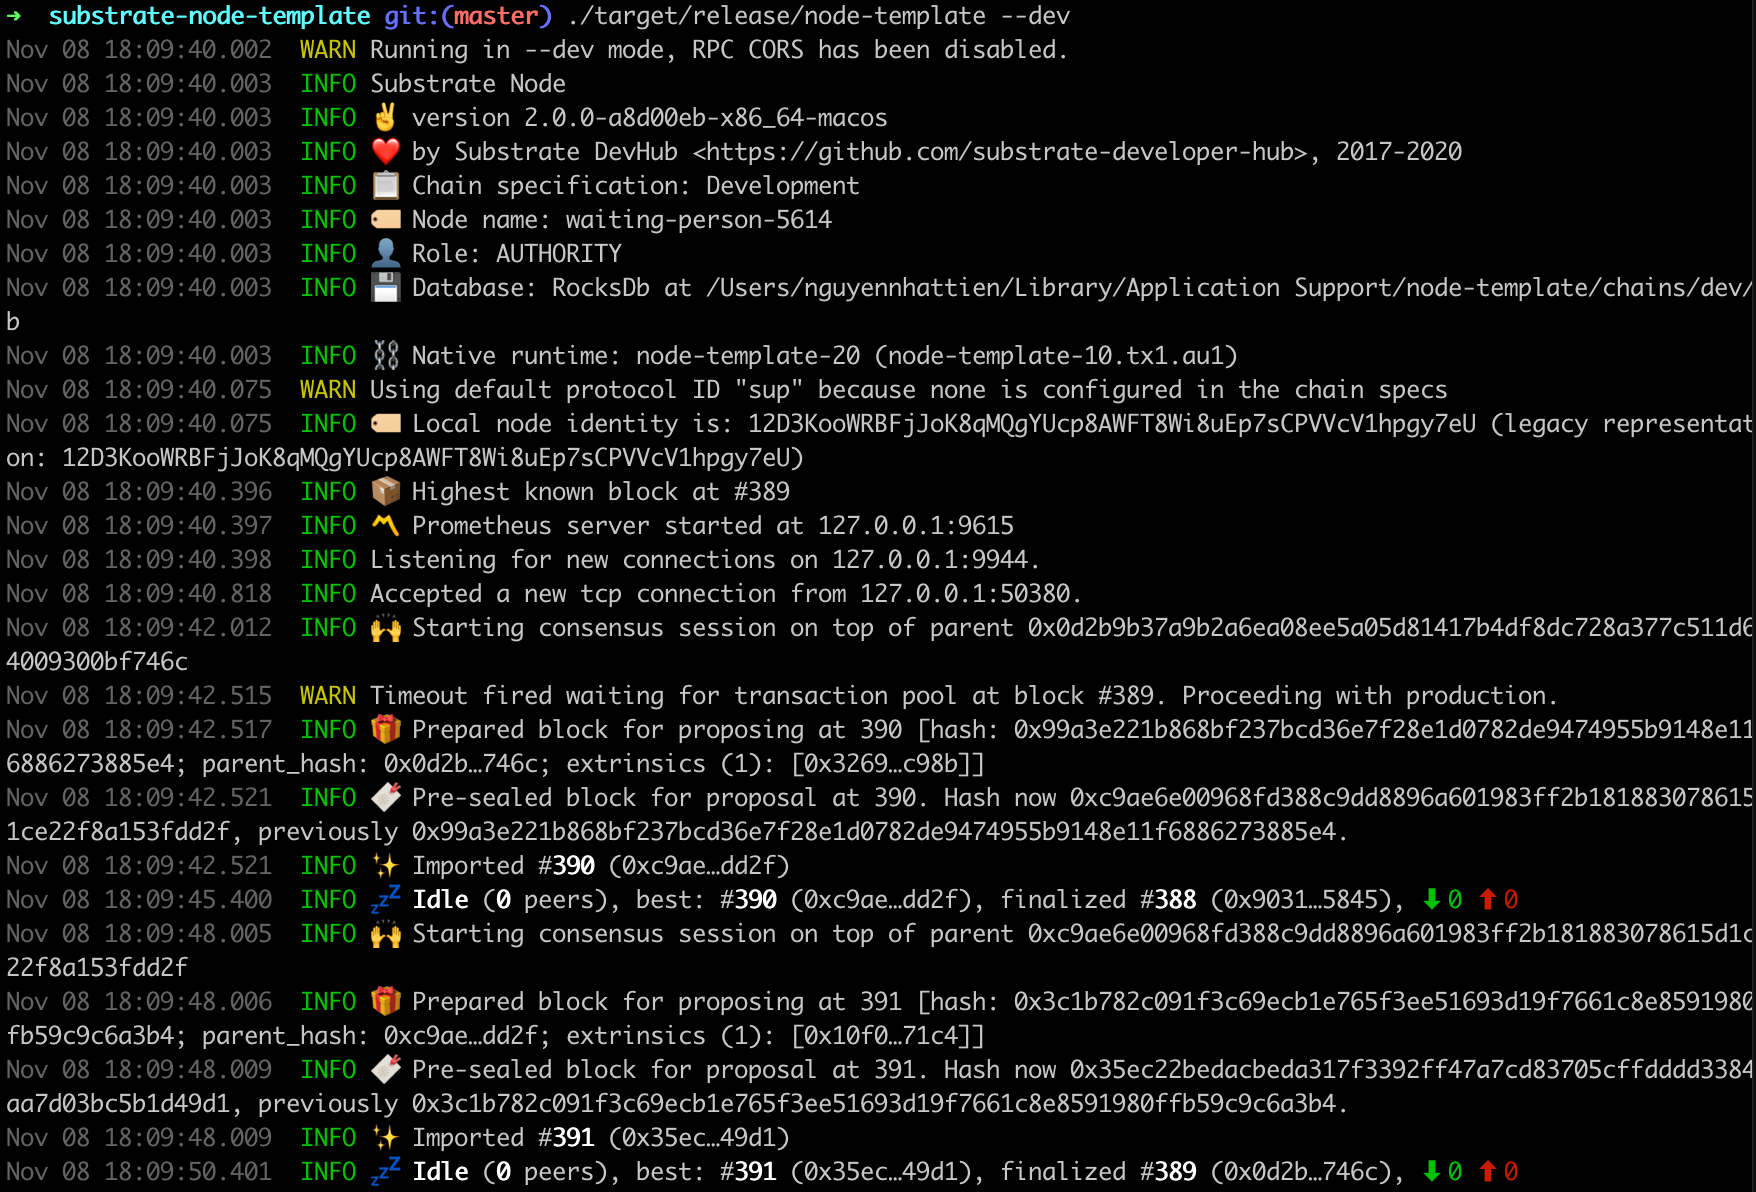 ➜  substrate-node-template git:(master) ./target/release/node-template --dev
Nov 08 18:09:40.002  WARN Running in --dev mode, RPC CORS has been disabled.
Nov 08 18:09:40.003  INFO Substrate Node
Nov 08 18:09:40.003  INFO ✌️ version 2.0.0-a8d00eb-x86_64-macos
Nov 08 18:09:40.003  INFO ❤️ by Substrate DevHub <https://github.com/substrate-developer-hub>, 2017-2020
Nov 08 18:09:40.003  INFO 📋 Chain specification: Development
Nov 08 18:09:40.003  INFO 🏷 Node name: waiting-person-5614
Nov 08 18:09:40.003  INFO 👤 Role: AUTHORITY
Nov 08 18:09:40.003  INFO 💾 Database: RocksDb at /Users/nguyennhattien/Library/Application Support/node-template/chains/dev/
b
Nov 08 18:09:40.003  INFO ⛓ Native runtime: node-template-20 (node-template-10.tx1.au1)
Nov 08 18:09:40.075  WARN Using default protocol ID "sup" because none is configured in the chain specs
Nov 08 18:09:40.075  INFO 🏷 Local node identity is: 12D3KooWRBFjJoK8qMQgYUcp8AWFT8Wi8uEp7sCPVVcV1hpgy7eU (legacy representat
on: 12D3KooWRBFjJoK8qMQgYUcp8AWFT8Wi8uEp7sCPVVcV1hpgy7eU)
Nov 08 18:09:40.396  INFO 📦 Highest known block at #389
Nov 08 18:09:40.397  INFO 〽️ Prometheus server started at 127.0.0.1:9615
Nov 08 18:09:40.398  INFO Listening for new connections on 127.0.0.1:9944.
Nov 08 18:09:40.818  INFO Accepted a new tcp connection from 127.0.0.1:50380.
Nov 08 18:09:42.012  INFO 🙌 Starting consensus session on top of parent 0x0d2b9b37a9b2a6ea08ee5a05d81417b4df8dc728a377c511d6
4009300bf746c
Nov 08 18:09:42.515  WARN Timeout fired waiting for transaction pool at block #389. Proceeding with production.
Nov 08 18:09:42.517  INFO 🎁 Prepared block for proposing at 390 [hash: 0x99a3e221b868bf237bcd36e7f28e1d0782de9474955b9148e11
6886273885e4; parent_hash: 0x0d2b…746c; extrinsics (1): [0x3269…c98b]]
Nov 08 18:09:42.521  INFO 🔖 Pre-sealed block for proposal at 390. Hash now 0xc9ae6e00968fd388c9dd8896a601983ff2b181883078615
1ce22f8a153fdd2f, previously 0x99a3e221b868bf237bcd36e7f28e1d0782de9474955b9148e11f6886273885e4.
Nov 08 18:09:42.521  INFO ✨ Imported #390 (0xc9ae…dd2f)
Nov 08 18:09:45.400  INFO 💤 Idle (0 peers), best: #390 (0xc9ae…dd2f), finalized #388 (0x9031…5845), ⬇ 0 ⬆ 0
Nov 08 18:09:48.005  INFO 🙌 Starting consensus session on top of parent 0xc9ae6e00968fd388c9dd8896a601983ff2b181883078615d1c
22f8a153fdd2f
Nov 08 18:09:48.006  INFO 🎁 Prepared block for proposing at 391 [hash: 0x3c1b782c091f3c69ecb1e765f3ee51693d19f7661c8e8591980
fb59c9c6a3b4; parent_hash: 0xc9ae…dd2f; extrinsics (1): [0x10f0…71c4]]
Nov 08 18:09:48.009  INFO 🔖 Pre-sealed block for proposal at 391. Hash now 0x35ec22bedacbeda317f3392ff47a7cd83705cffdddd3384
aa7d03bc5b1d49d1, previously 0x3c1b782c091f3c69ecb1e765f3ee51693d19f7661c8e8591980ffb59c9c6a3b4.
Nov 08 18:09:48.009  INFO ✨ Imported #391 (0x35ec…49d1)
Nov 08 18:09:50.401  INFO 💤 Idle (0 peers), best: #391 (0x35ec…49d1), finalized #389 (0x0d2b…746c), ⬇ 0 ⬆ 0